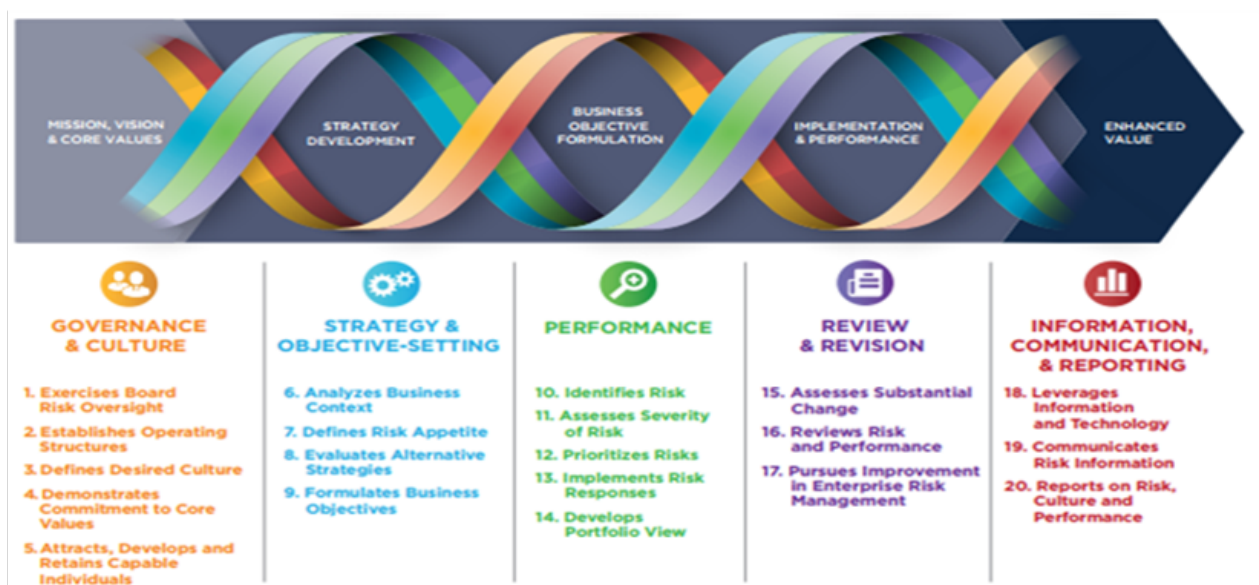 MISSION, VISION
& CORE VALUES
STRATEGY
DEVELOPMENT
BUSINESS
OBJECTIVE
FORMULATION
IMPLEMENTATION
& PERFORMANCE
ENHANCED
VALUE
GOVERNANCE
& CULTURE
1. Exercises Board
Risk Oversight
2. Establishes Operating
Structures
3. Defines Desired Culture
4. Demonstrates
Commitment to Core
Values
5. Attracts, Develops and
Retains Capable
Individuals
STRATEGY &
OBJECTIVE-SETTING
6. Analyzes Business
Context
7. Defines Risk Appetite
8. Evaluates Alternative
Strategies
9. Formulates Business
Objectives
PERFORMANCE
10. Identifies Risk
11. Assesses Severity
of Risk
12. Prioritizes Risks
13. Implements Risk
Responses
14. Develops
Portfolio View
REVIEW
& REVISION
15. Assesses Substantial
Change
16. Reviews Risk
and Performance
17. Pursues Improvement
in Enterprise Risk
Management
INFORMATION,
COMMUNICATION,
& REPORTING
18. Leverages
Information
and Technology
19. Communicates
Risk Information
20. Reports on Risk,
Culture and
Performance